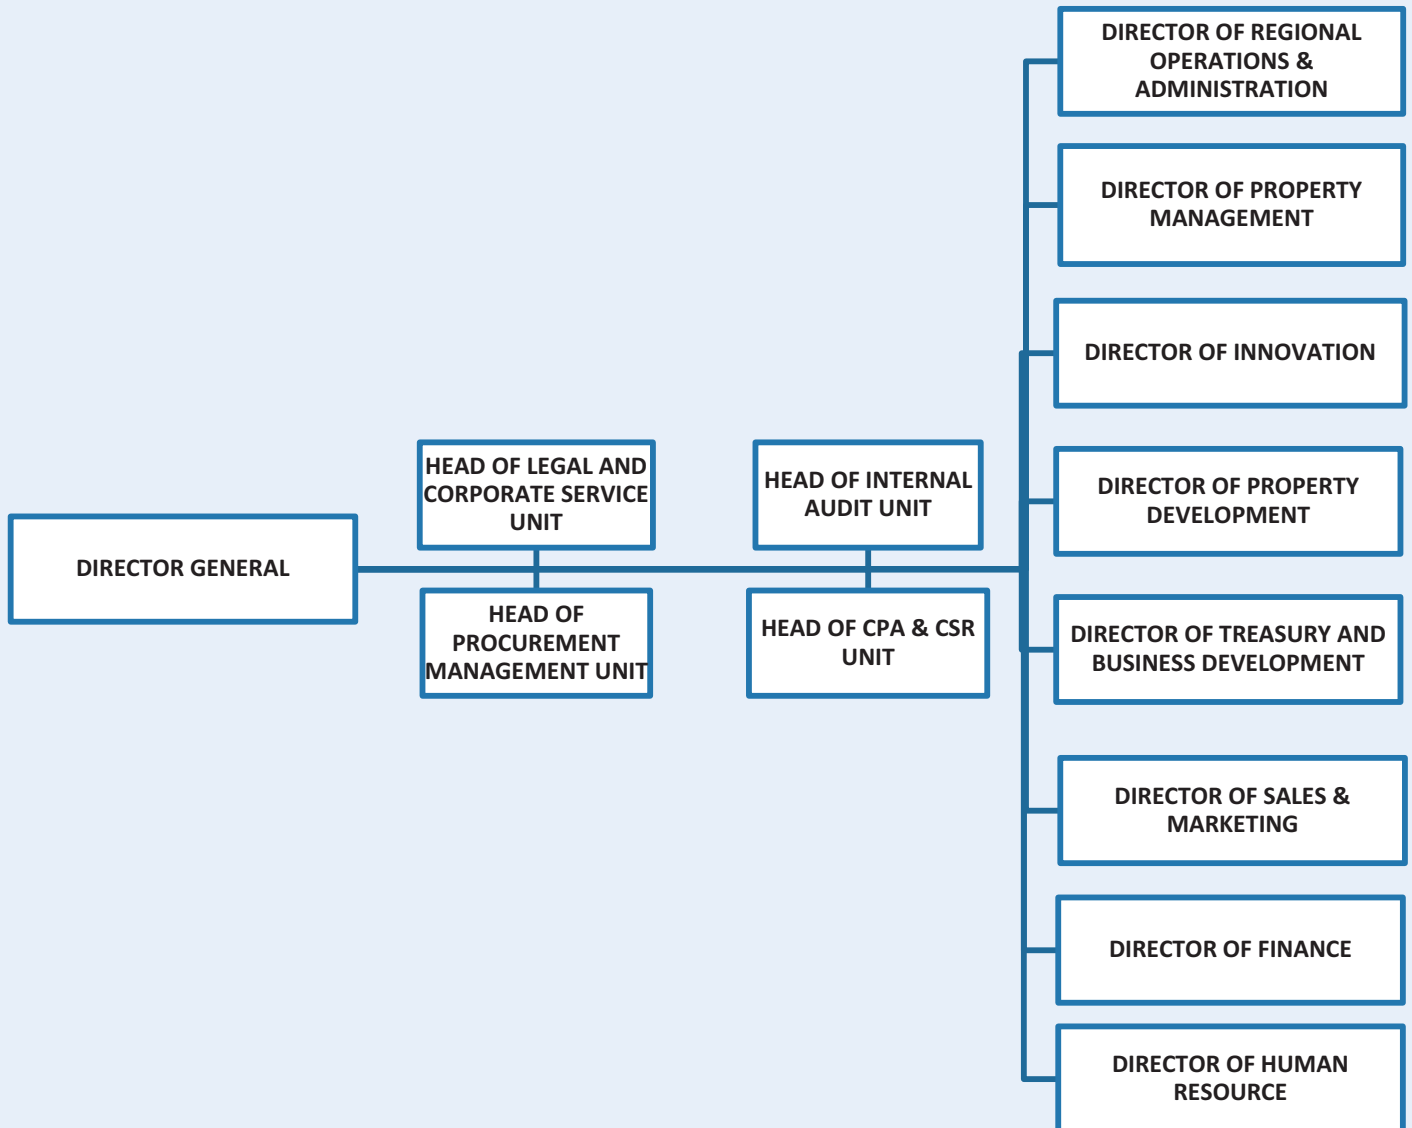 DIRECTOR GENERAL
HEAD OF LEGAL AND
CORPORATE SERVICE
UNIT
HEAD OF
PROCUREMENT
MANAGEMENT UNIT
HEAD OF INTERNAL
AUDIT UNIT
HEAD OF CPA & CSR
UNIT
DIRECTOR OF REGIONAL
OPERATIONS &
ADMINISTRATION
DIRECTOR OF PROPERTY
MANAGEMENT
DIRECTOR OF INNOVATION
DIRECTOR OF PROPERTY
DEVELOPMENT
DIRECTOR OF TREASURY AND
BUSINESS DEVELOPMENT
DIRECTOR OF SALES &
MARKETING
DIRECTOR OF FINANCE
DIRECTOR OF HUMAN
RESOURCE